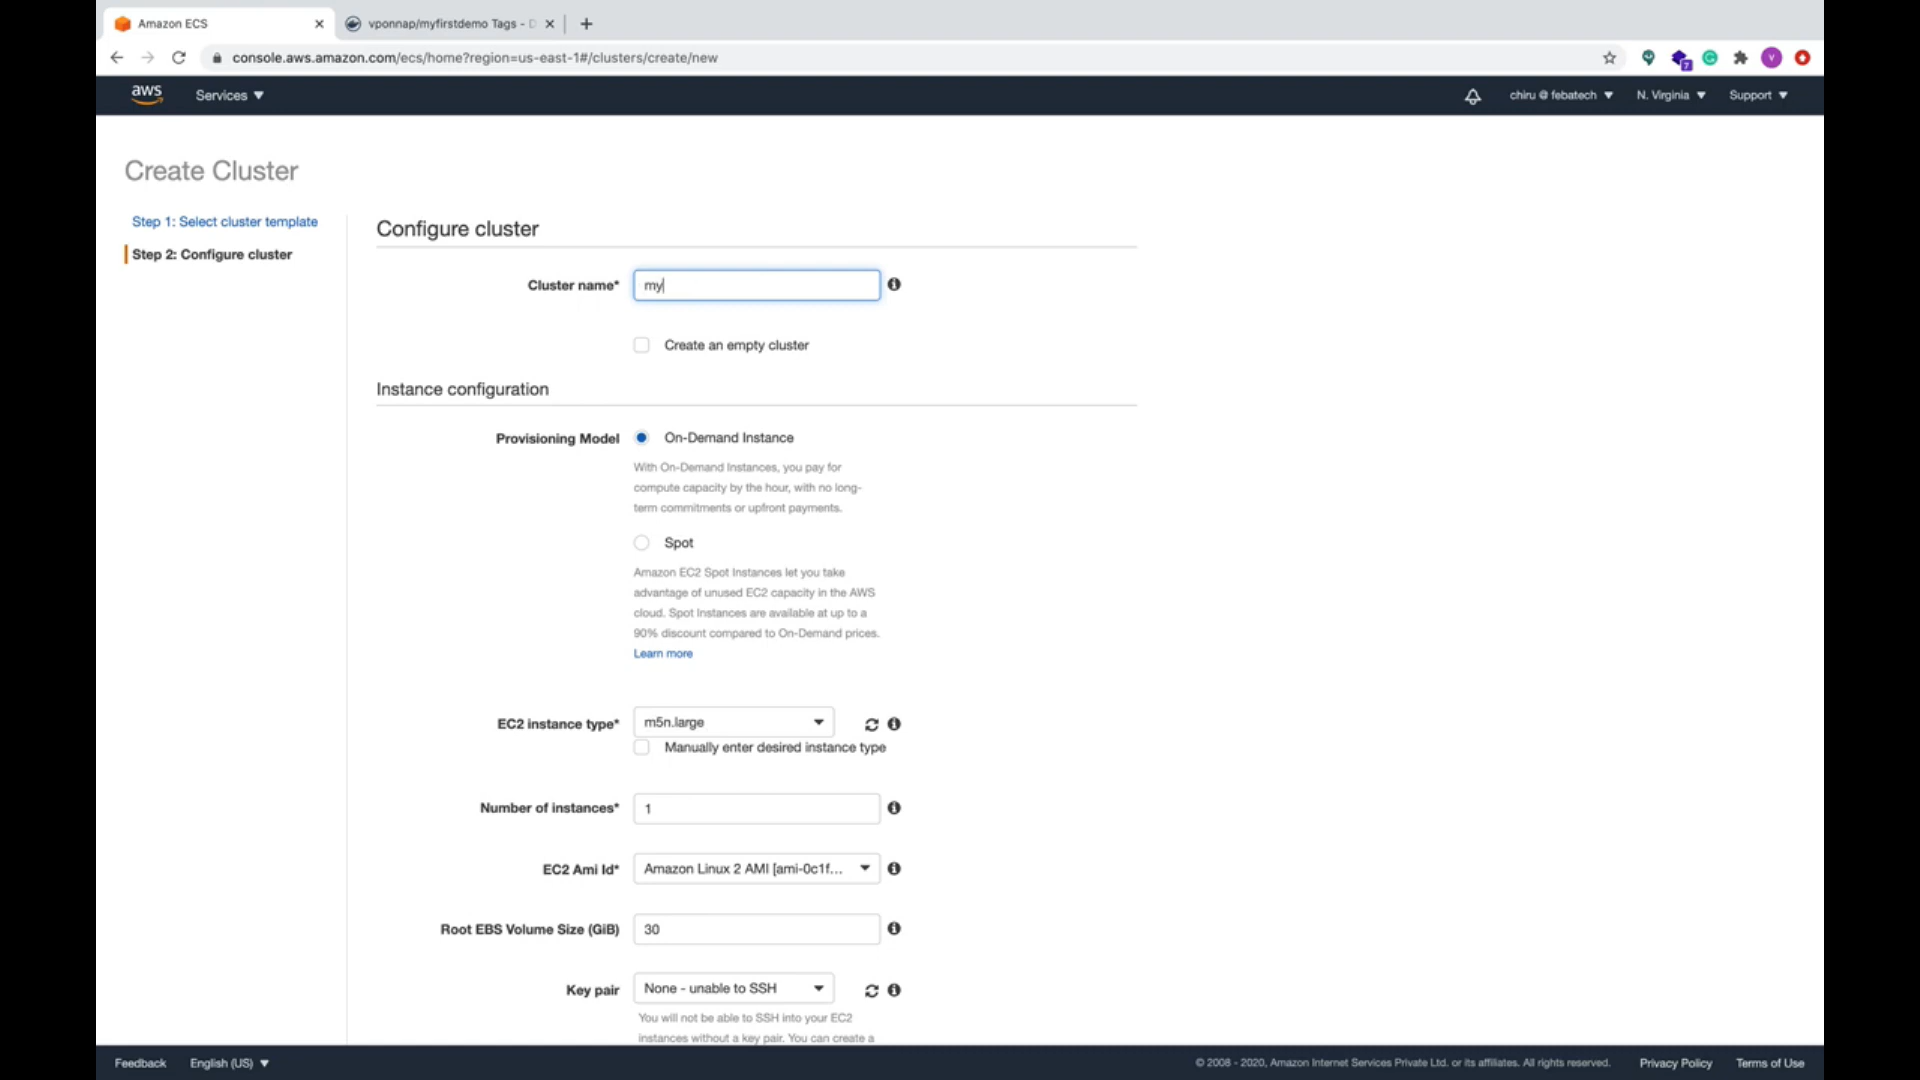 Amazon ECS
vponnap/myfirstdemo Tags - D
console.aws.amazon.com/ecs/home?region=us-east-1#/clusters/create/new
V
7
aws
Services
chiru @ febatech
N. Virginia
Support
Create Cluster
Step 1: Select cluster template
Step 2: Configure cluster
Configure cluster
Cluster name*
my
Create an empty cluster
Instance configuration
Provisioning Model
On-Demand Instance
With On-Demand Instances, you pay for
compute capacity by the hour, with no long-
term commitments or upfront payments.
Spot
Amazon EC2 Spot Instances let you take
advantage of unused EC2 capacity in the AWS
cloud. Spot Instances are available at up to a
90% discount compared to On-Demand prices.
Learn more
EC2 instance type*
m5n.large
Manually enter desired instance type
Number of instances*
1
EC2 Ami Id*
Amazon Linux 2 AMI [ami-0c1f...
Root EBS Volume Size (GiB)
30
Key pair
None - unable to SSH
You will not be able to SSH into your EC2
instances without a key pair. You can create a
Feedback
English (US)
© 2008 - 2020, Amazon Internet Services Private Ltd. or its affiliates. All rights reserved.
Privacy Policy
Terms of Use